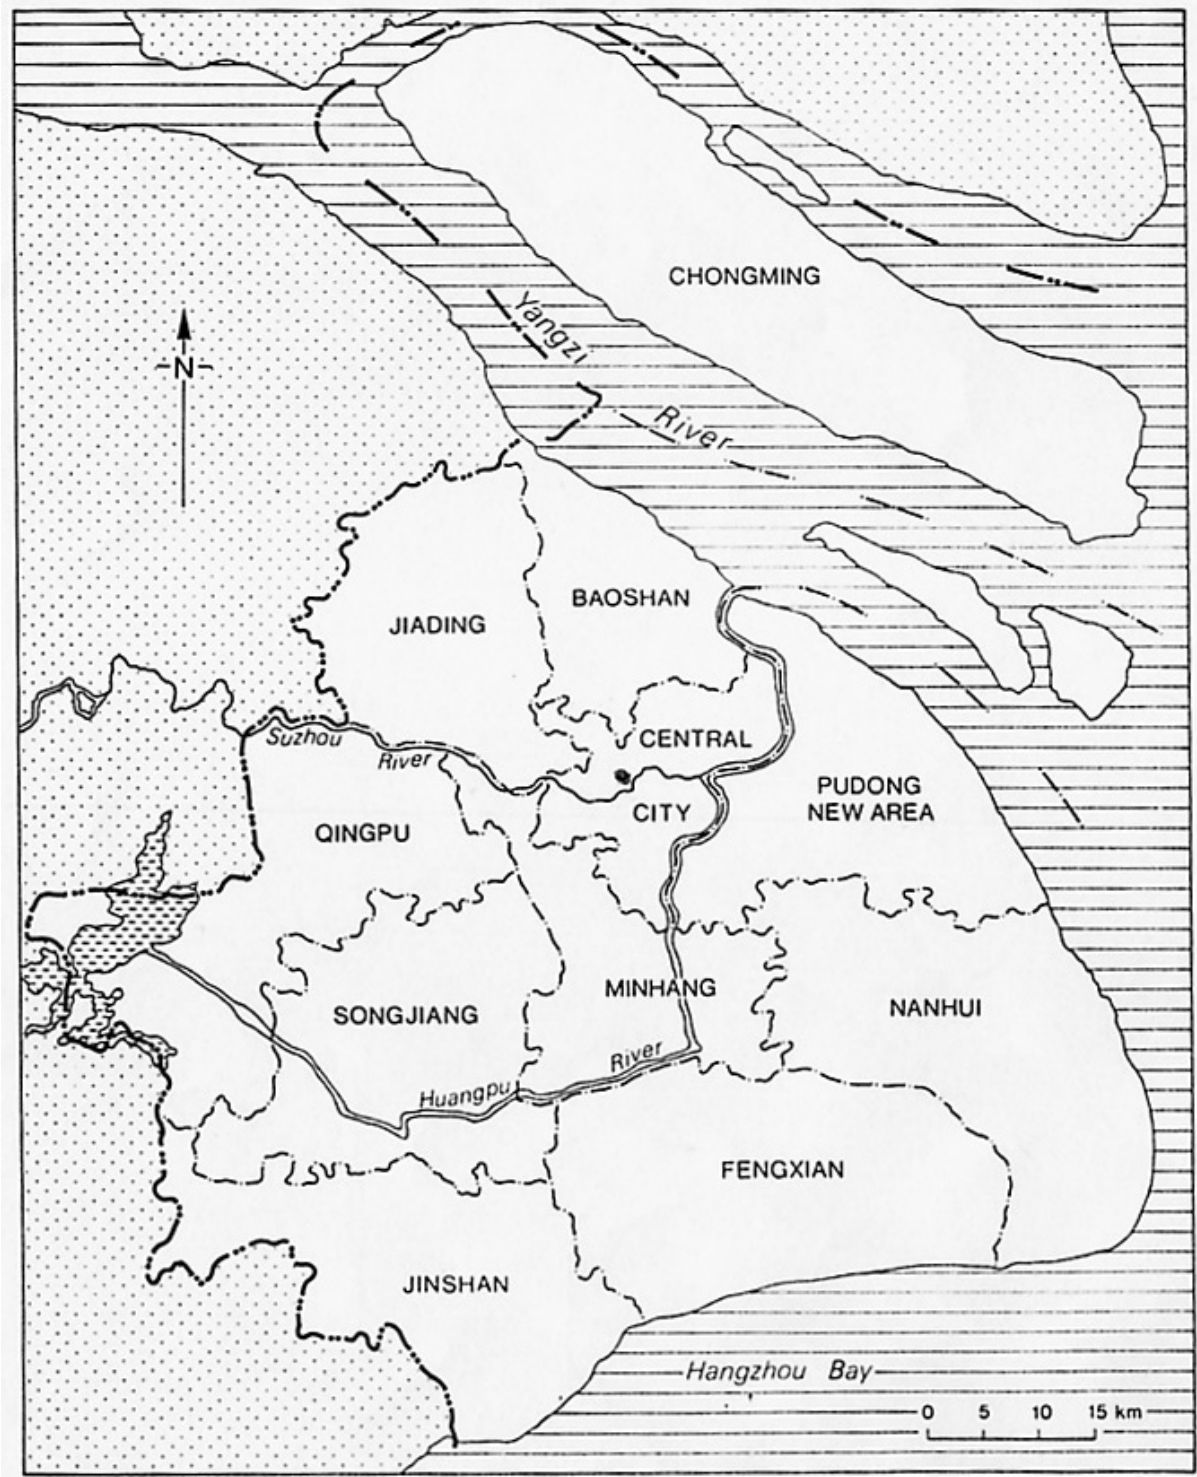 CHONGMING
Yangzi
River
N
BAOSHAN
JIADING
Suzhou
River
CENTRAL
CITY
PUDONG
NEW AREA
QINGPU
MINHANG
SONGJIANG
NANHUI
Huangpu
River
FENGXIAN
JINSHAN
Hangzhou Bay
0 5 10 15 km